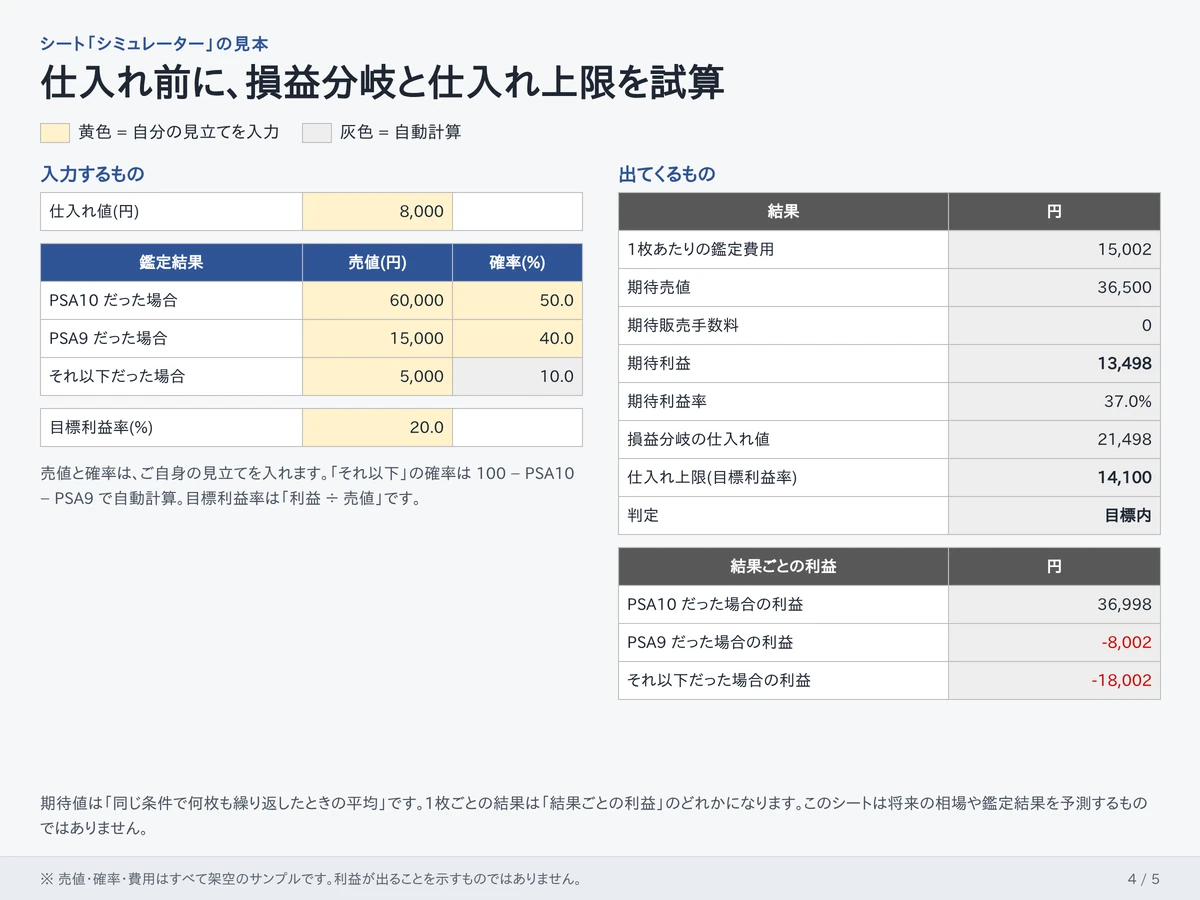 シート「シミュレーター」の見本
仕入れ前に、損益分岐と仕入れ上限を試算
黄色 = 自分の見立てを入力 灰色 = 自動計算
入力するもの
仕入れ値(円) 8,000
鑑定結果 売値(円) 確率(%)
PSA10 だった場合 60,000 50.0
PSA9 だった場合 15,000 40.0
それ以下だった場合 5,000 10.0
目標利益率(%) 20.0
売値と確率は、ご自身の見立てを入れます。「それ以下」の確率は 100 − PSA10
− PSA9 で自動計算。目標利益率は「利益 ÷ 売値」です。
出てくるもの
結果 円
1枚あたりの鑑定費用 15,002
期待売値 36,500
期待販売手数料 0
期待利益 13,498
期待利益率 37.0%
損益分岐の仕入れ値 21,498
仕入れ上限(目標利益率) 14,100
判定 目標内
結果ごとの利益 円
PSA10 だった場合の利益 36,998
PSA9 だった場合の利益 -8,002
それ以下だった場合の利益 -18,002
期待値は「同じ条件で何枚も繰り返したときの平均」です。1枚ごとの結果は「結果ごとの利益」のどれかになります。このシートは将来の相場や鑑定結果を予測するもの
ではありません。
※ 売値・確率・費用はすべて架空のサンプルです。利益が出ることを示すものではありません。
4 / 5